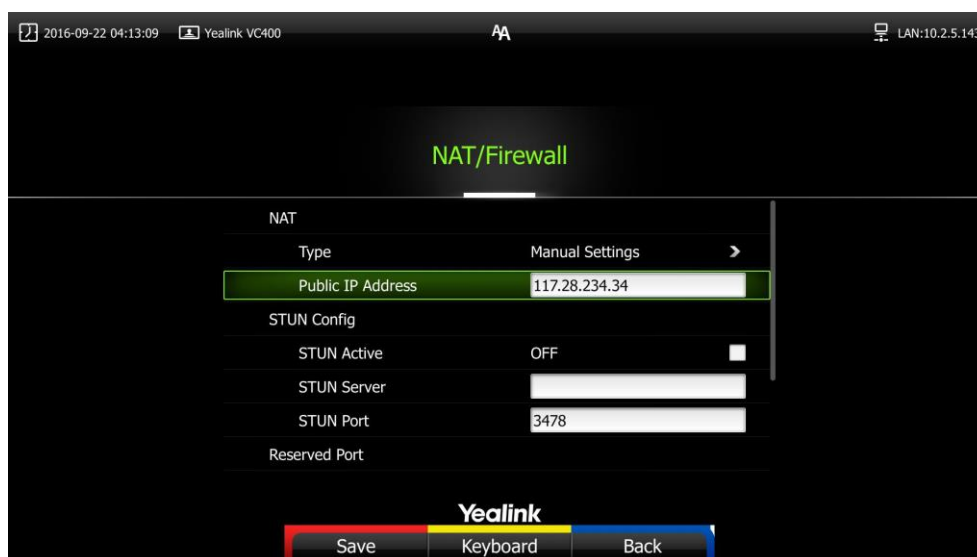 2016-09-22 04:13:09 Yealink VC400 AA LAN:10.2.5.143
NAT/Firewall
NAT
Type Manual Settings
Public IP Address 117.28.234.34
STUN Config
STUN Active OFF
STUN Server
STUN Port 3478
Reserved Port
Yealink
Save Keyboard Back